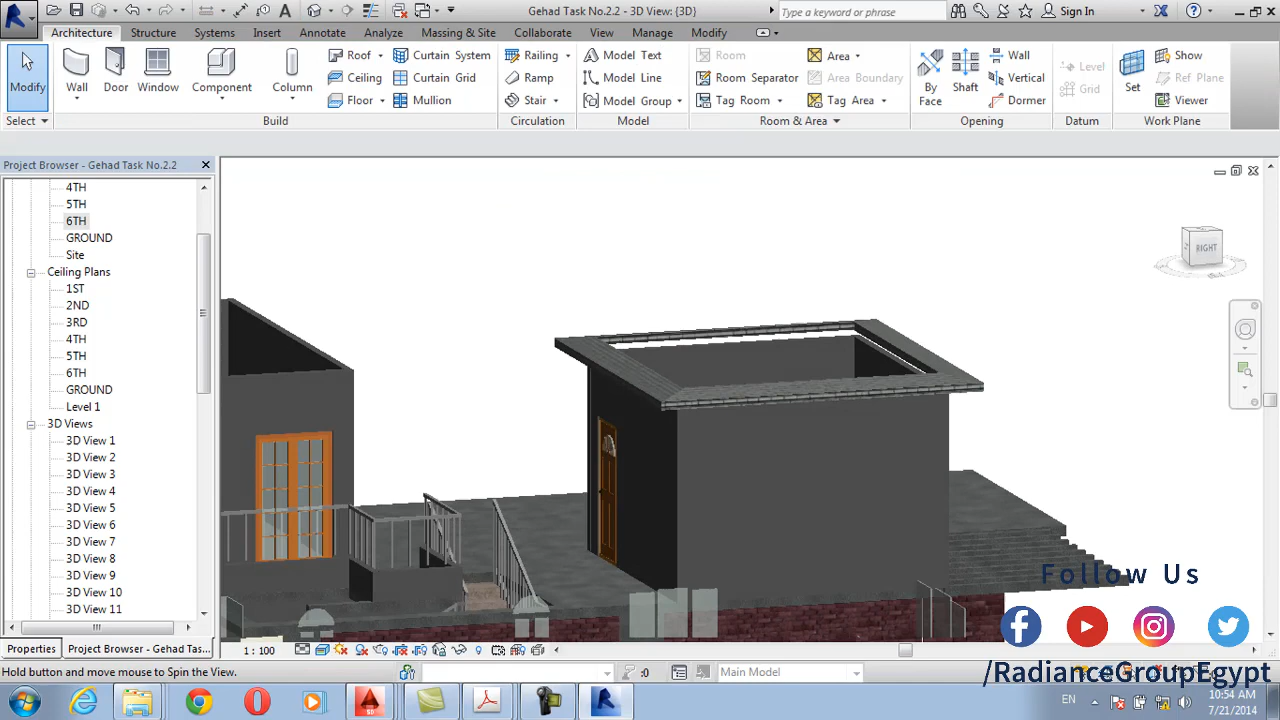 Gehad Task No.2.2 - 3D View: {3D}
Type a keyword or phrase
Sign In
Architecture Structure Systems Insert Annotate Analyze Massing & Site Collaborate View Manage Modify
Modify
Wall
Door
Window
Component
Column
Roof
Ceiling
Floor
Curtain System
Curtain Grid
Mullion
Railing
Ramp
Stair
Model Text
Model Line
Model Group
Room
Room Separator
Tag Room
Area
Area Boundary
Tag Area
By
Face
Shaft
Wall
Vertical
Dormer
Level
Grid
Set
Show
Ref Plane
Viewer
Select
Build
Circulation
Model
Room & Area
Opening
Datum
Work Plane
Project Browser - Gehad Task No.2.2
4TH
5TH
6TH
GROUND
Site
Ceiling Plans
1ST
2ND
3RD
4TH
5TH
6TH
GROUND
Level 1
3D Views
3D View 1
3D View 2
3D View 3
3D View 4
3D View 5
3D View 6
3D View 7
3D View 8
3D View 9
3D View 10
3D View 11
RIGHT
Follow Us
/RadianceGroupEgypt
Properties
Project Browser - Gehad Tas...
1 : 100
Hold button and move mouse to Spin the View.
:0
Main Model
EN
10:54 AM
7/21/2014